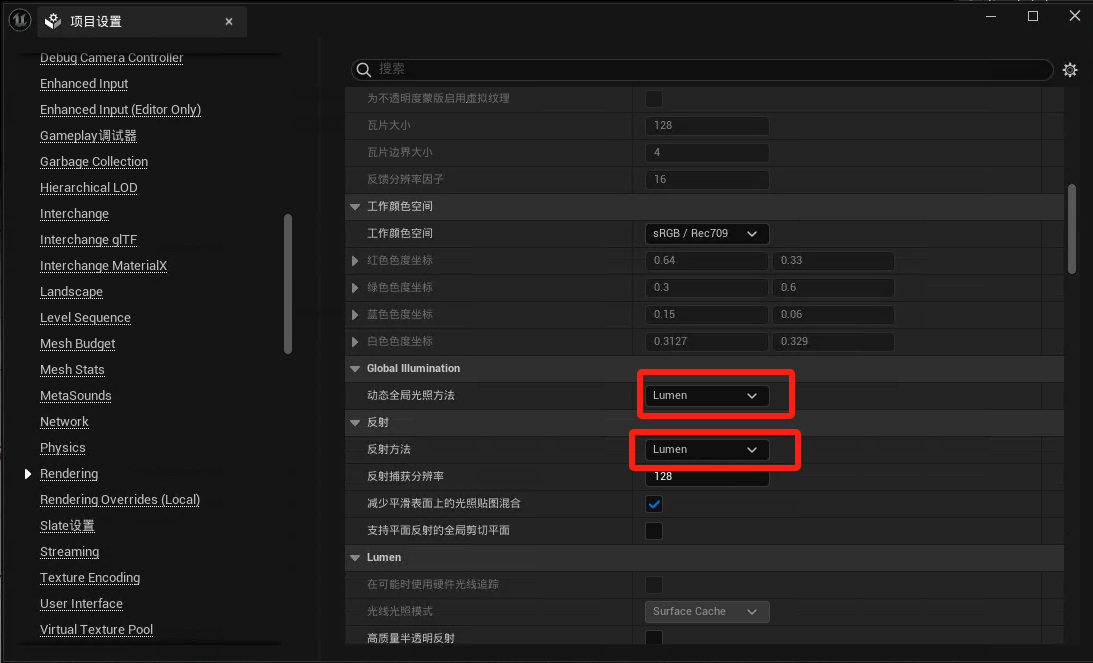 项目设置
Debug Camera Controller
Enhanced Input
Enhanced Input (Editor Only)
Gameplay调试器
Garbage Collection
Hierarchical LOD
Interchange
Interchange glTF
Interchange MaterialX
Landscape
Level Sequence
Mesh Budget
Mesh Stats
MetaSounds
Network
Physics
Rendering
Rendering Overrides (Local)
Slate设置
Streaming
Texture Encoding
User Interface
Virtual Texture Pool
搜索
为不透明度蒙版启用虚拟纹理
瓦片大小 128
瓦片边界大小 4
反馈分辨率因子 16
工作颜色空间
工作颜色空间 sRGB / Rec709
红色色度坐标 0.64 0.33
绿色色度坐标 0.3 0.6
蓝色色度坐标 0.15 0.06
白色色度坐标 0.3127 0.329
Global Illumination
动态全局光照方法 Lumen
反射
反射方法 Lumen
反射捕获分辨率 128
减少平滑表面上的光照贴图混合
支持平面反射的全局剪切平面
Lumen
在可能时使用硬件光线追踪
光线光照模式 Surface Cache
高质量半透明反射